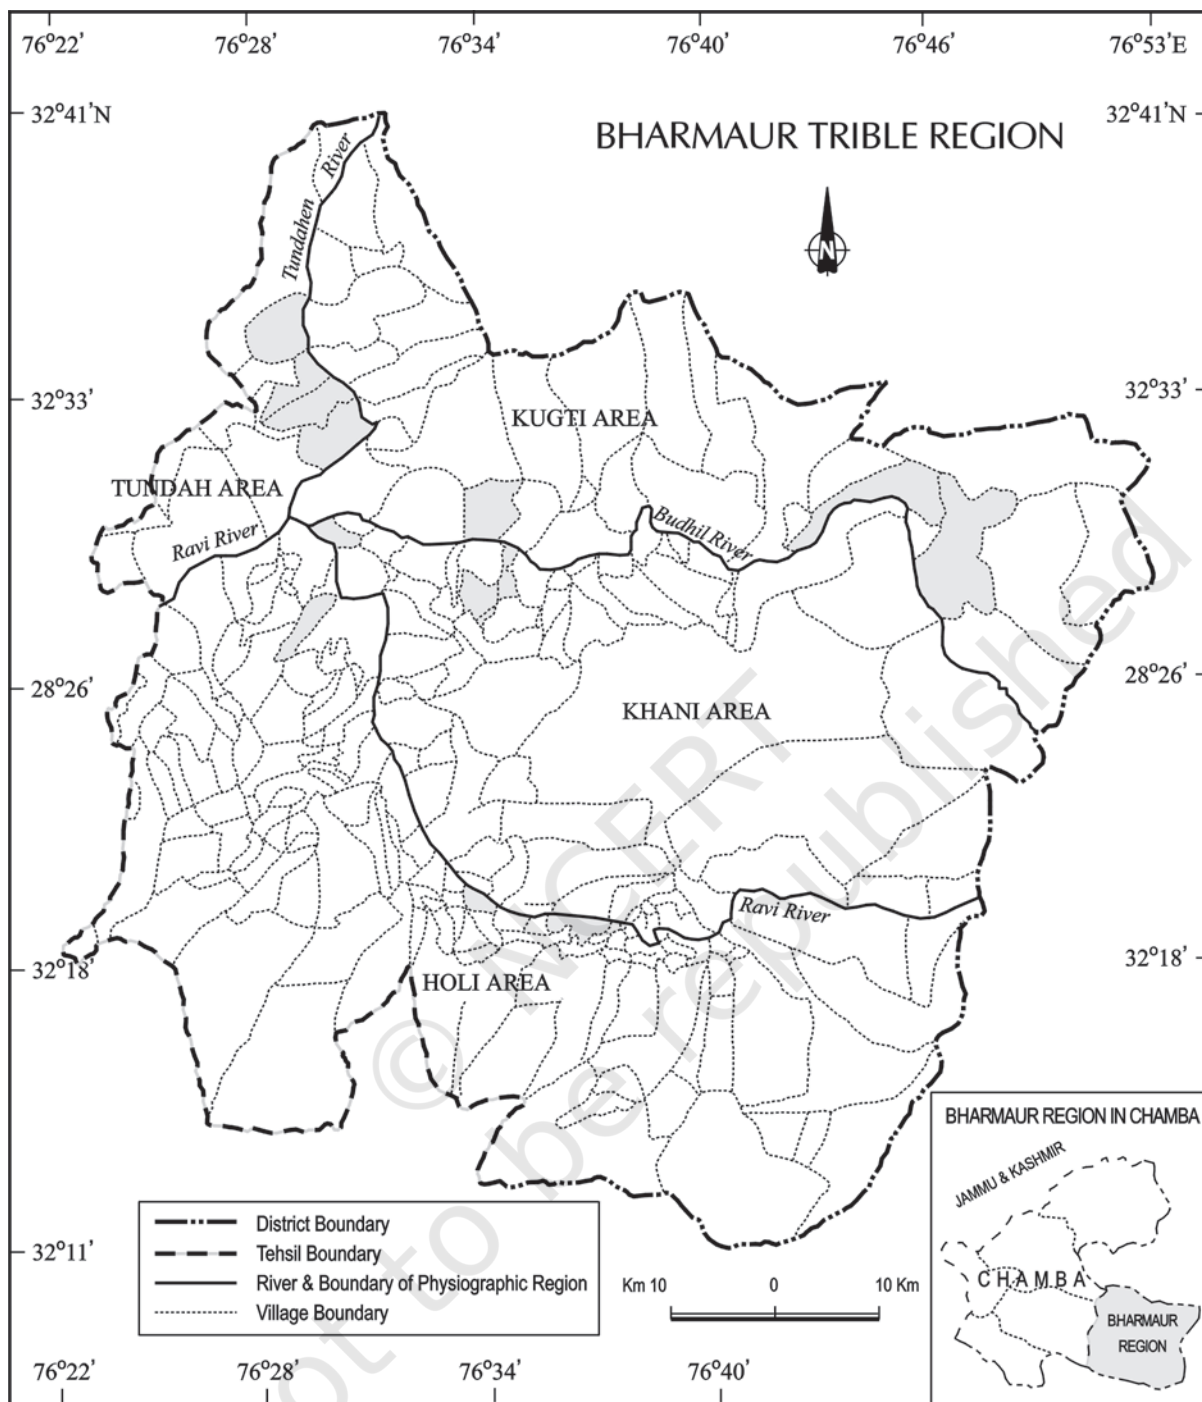 76°22' 76°28' 76°34' 76°40' 76°46' 76°53'E
32°41'N 32°41'N
BHARMAUR TRIBLE REGION
River
Tundahen
N
32°33' 32°33'
KUGTI AREA
TUNDAH AREA
Ravi River
Budhil River
28°26' 28°26'
KHANI AREA
Ravi River
32°18' 32°18'
HOLI AREA
© NCERT
not to be republished
BHARMAUR REGION IN CHAMBA
JAMMU & KASHMIR
CHAMBA
BHARMAUR
REGION
District Boundary
Tehsil Boundary
River & Boundary of Physiographic Region
Village Boundary
32°11'
Km 10 0 10 Km
76°22' 76°28' 76°34' 76°40'